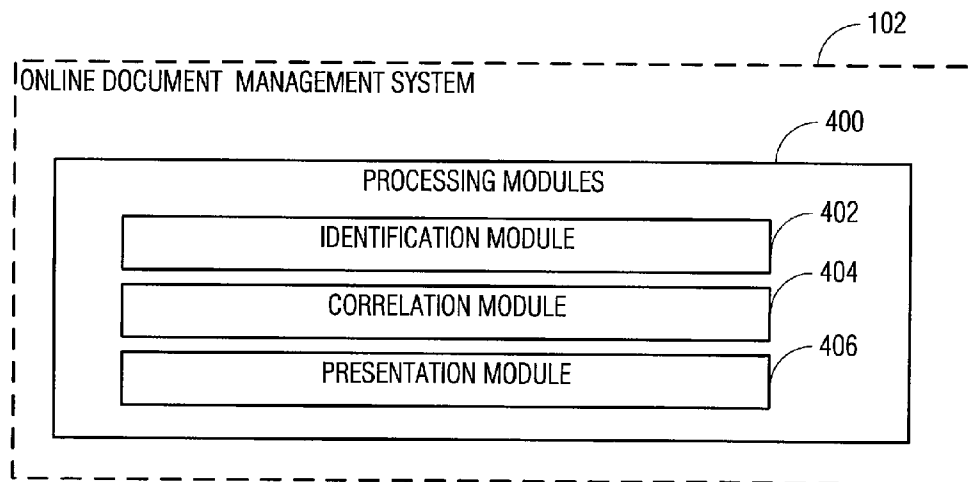 102
ONLINE DOCUMENT MANAGEMENT SYSTEM
400
PROCESSING MODULES
402
IDENTIFICATION MODULE
404
CORRELATION MODULE
406
PRESENTATION MODULE